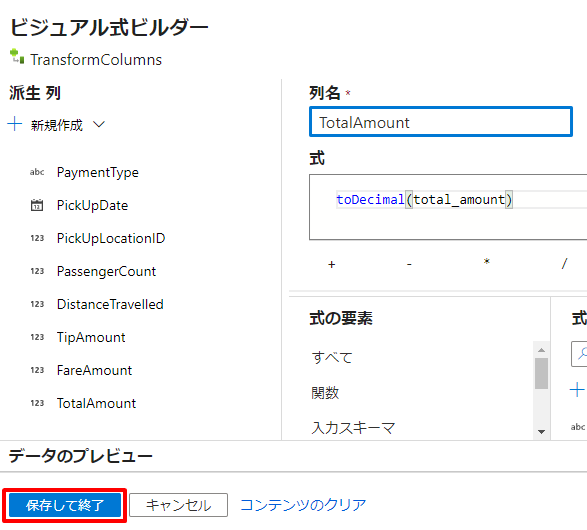 ビジュアル式ビルダー
TransformColumns
派生 列
新規作成
abc PaymentType
12 PickUpDate
123 PickUpLocationID
123 PassengerCount
123 DistanceTravelled
123 TipAmount
123 FareAmount
123 TotalAmount
列名 *
TotalAmount
式
toDecimal(total_amount)
+ - * /
式の要素
すべて
関数
入力スキーマ
式
+
abc
データのプレビュー
保存して終了 キャンセル コンテンツのクリア